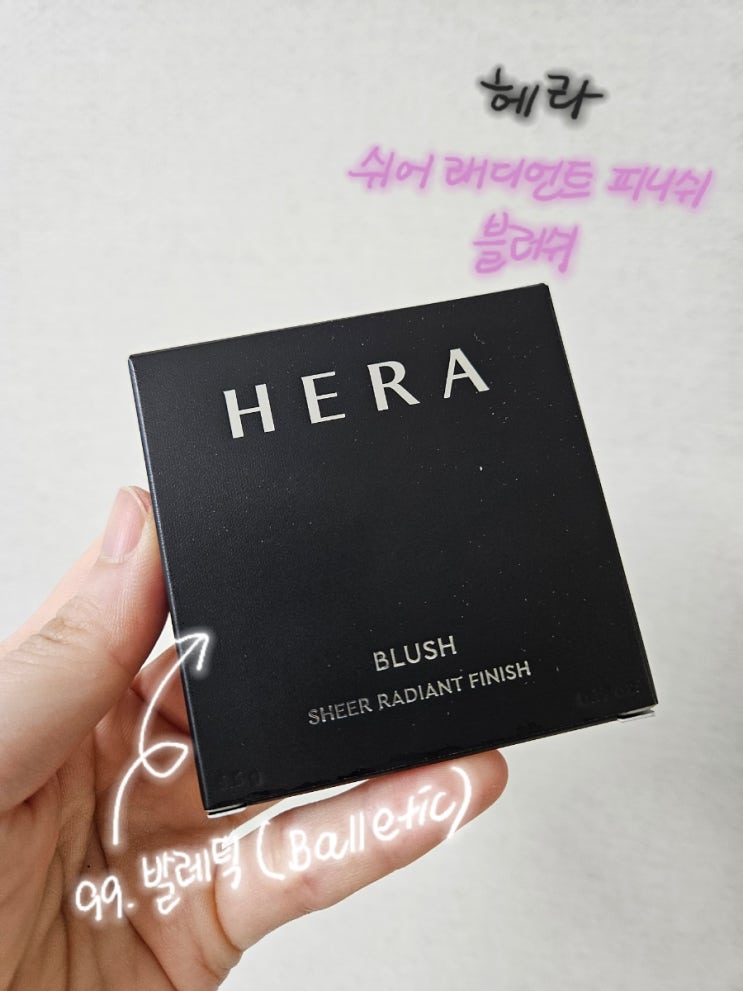 헤라
쉬어 래디언트 피니쉬
블러쉬
HERA
BLUSH
SHEER RADIANT FINISH
99. 발레틱 (Balletic)